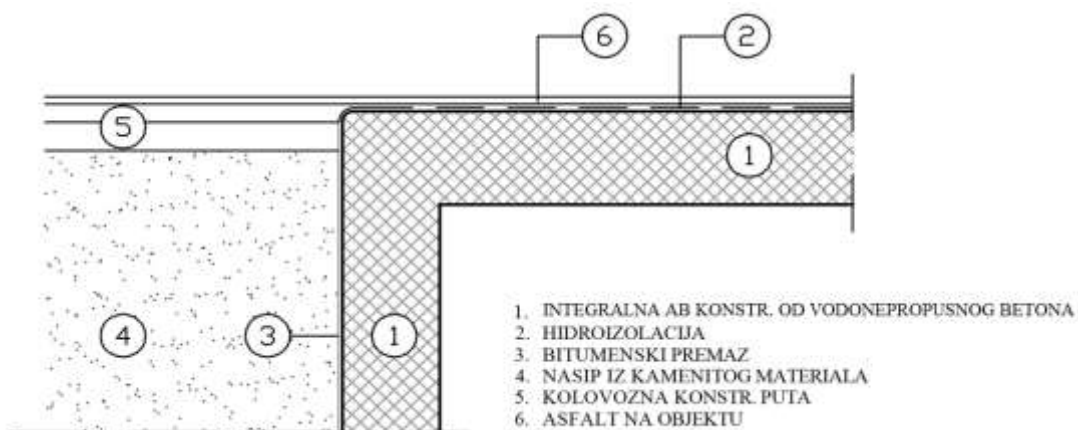 6
2
5
1
4
3
1
1. INTEGRALNA AB KONSTR. OD VODONEPROPUSNOG BETONA
2. HIDROIZOLACIJA
3. BITUMENSKI PREMAZ
4. NASIP IZ KAMENITOG MATERIALA
5. KOLOVOZNA KONSTR. PUTA
6. ASFALT NA OBJEKTU